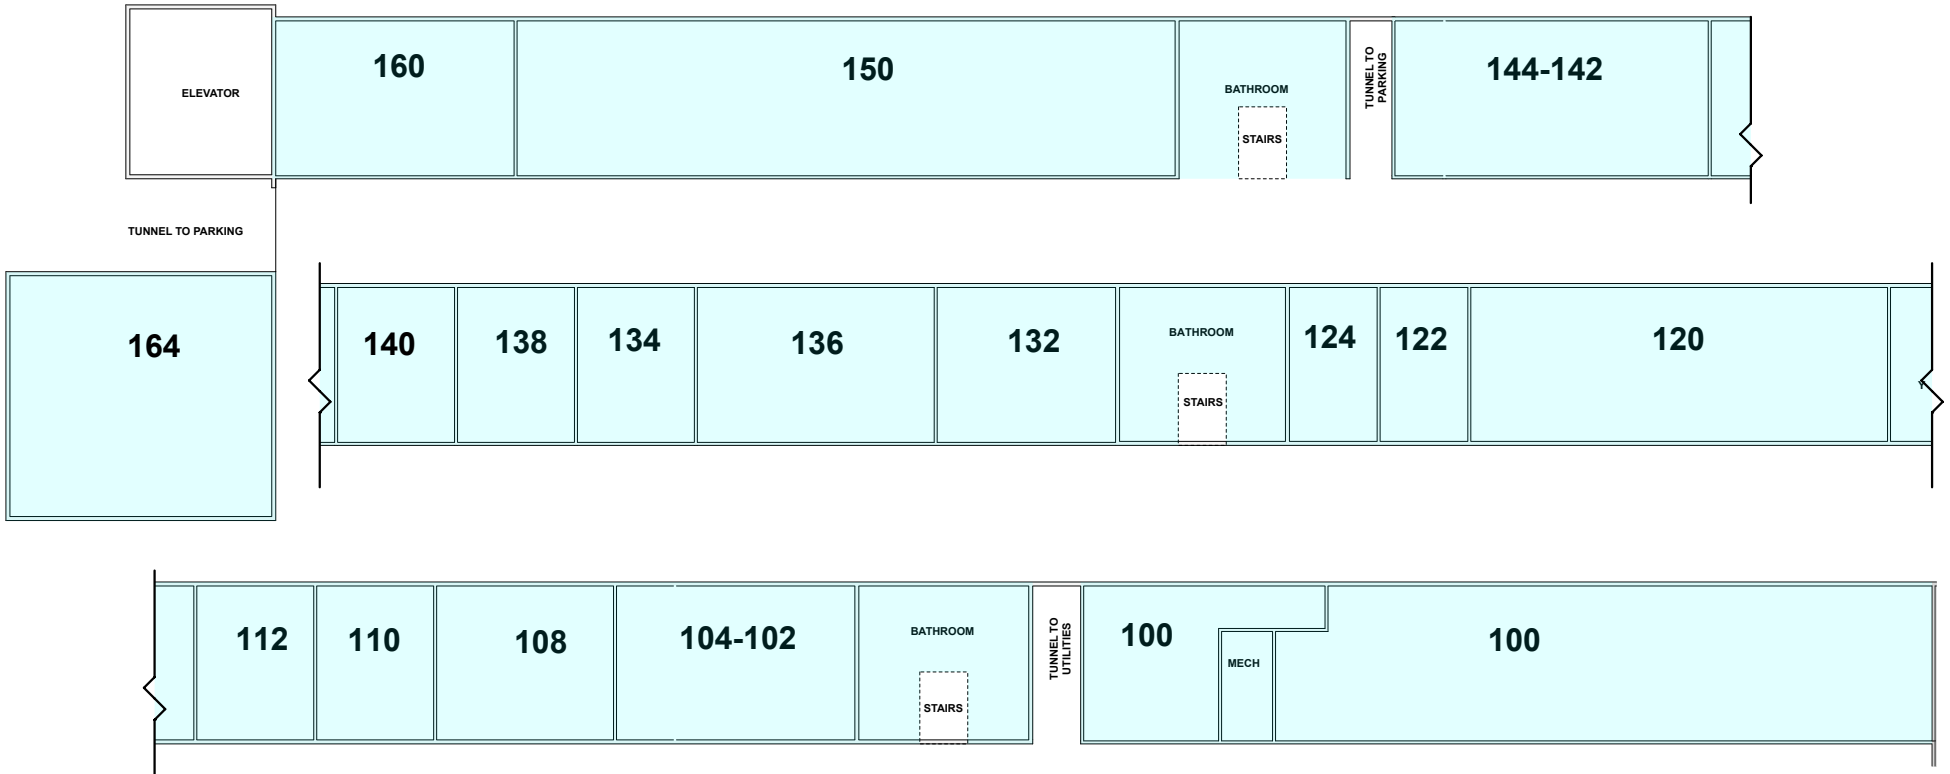 160
150
144-142
ELEVATOR
BATHROOM
STAIRS
TUNNEL TO
PARKING
TUNNEL TO PARKING
164
140
138
134
136
132
BATHROOM
STAIRS
124
122
120
Y
112
110
108
104-102
BATHROOM
STAIRS
TUNNEL TO
UTILITIES
100
MECH
100